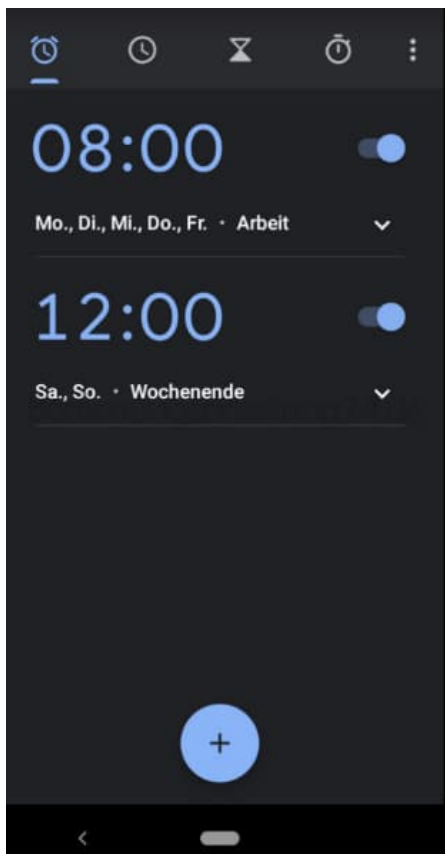 08:00
Mo., Di., Mi., Do., Fr. · Arbeit
12:00
Sa., So. · Wochenende